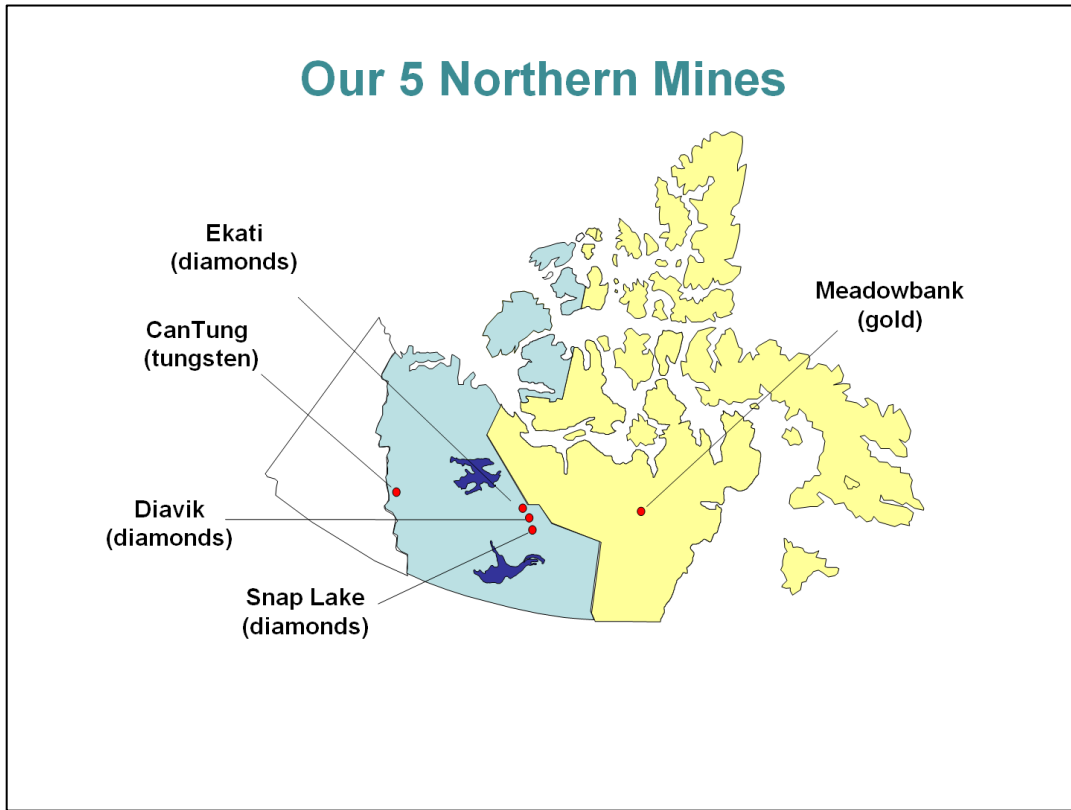 Our 5 Northern Mines
Ekati
(diamonds)
CanTung
(tungsten)
Meadowbank
(gold)
Diavik
(diamonds)
Snap Lake
(diamonds)